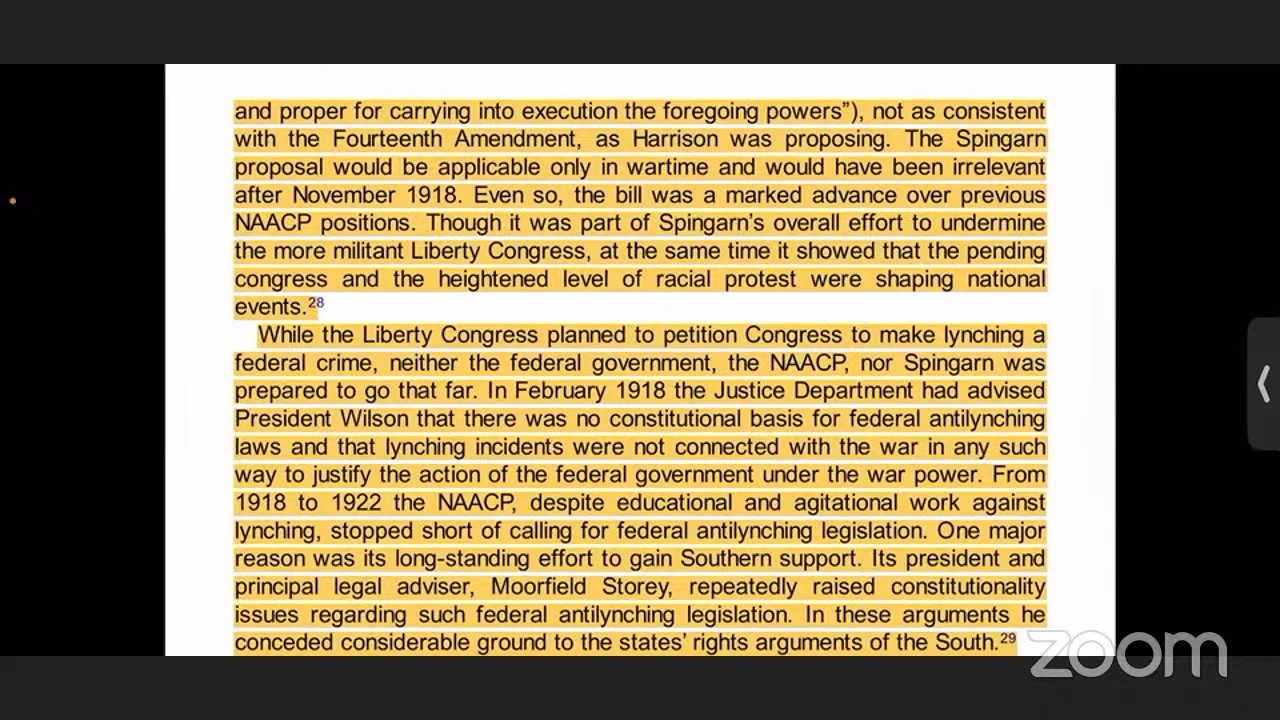 and proper for carrying into execution the foregoing powers”), not as consistent
with the Fourteenth Amendment, as Harrison was proposing. The Spingarn
proposal would be applicable only in wartime and would have been irrelevant
after November 1918. Even so, the bill was a marked advance over previous
NAACP positions. Though it was part of Spingarn’s overall effort to undermine
the more militant Liberty Congress, at the same time it showed that the pending
congress and the heightened level of racial protest were shaping national
events.28
While the Liberty Congress planned to petition Congress to make lynching a
federal crime, neither the federal government, the NAACP, nor Spingarn was
prepared to go that far. In February 1918 the Justice Department had advised
President Wilson that there was no constitutional basis for federal antilynching
laws and that lynching incidents were not connected with the war in any such
way to justify the action of the federal government under the war power. From
1918 to 1922 the NAACP, despite educational and agitational work against
lynching, stopped short of calling for federal antilynching legislation. One major
reason was its long-standing effort to gain Southern support. Its president and
principal legal adviser, Moorfield Storey, repeatedly raised constitutionality
issues regarding such federal antilynching legislation. In these arguments he
conceded considerable ground to the states’ rights arguments of the South.29
zoom